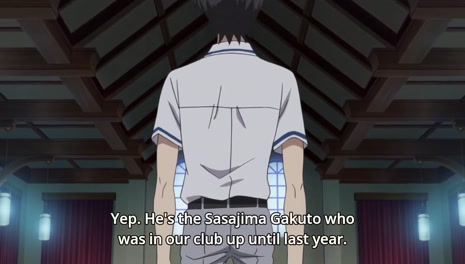 Yep. He's the Sasajima Gakuto who
was in our club up until last year.